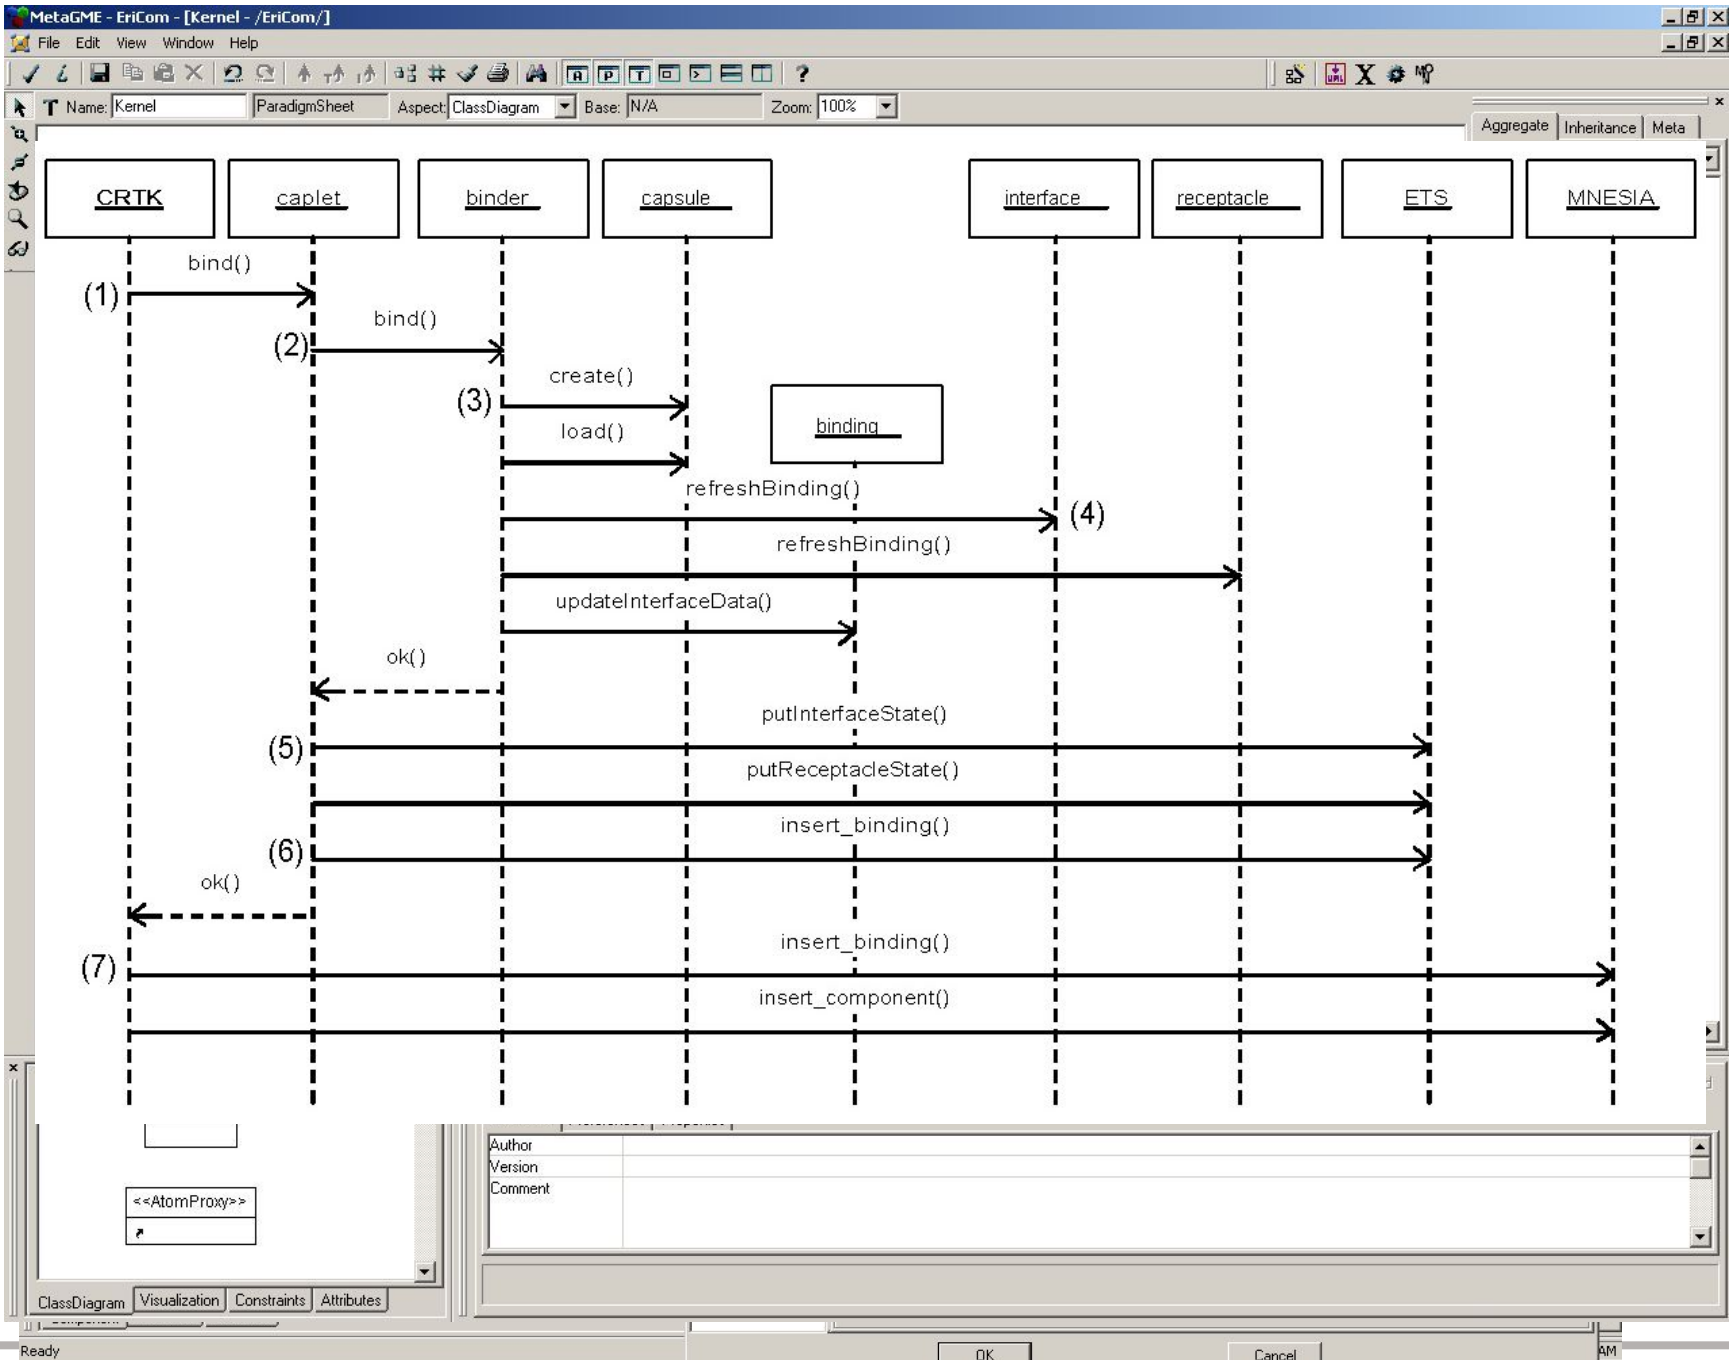 MetaGME - EriCom - [Kernel - /EriCom/]
File Edit View Window Help
Name: Kernel ParadigmSheet Aspect: ClassDiagram Base: N/A Zoom: 100%
Aggregate Inheritance Meta
CRTK caplet binder capsule interface receptacle ETS MNESIA
bind()
(1)
bind()
(2)
create()
(3)
binding
load()
refreshBinding()
(4)
refreshBinding()
updateInterfaceData()
ok()
putInterfaceState()
(5)
putReceptacleState()
insert_binding()
(6)
ok()
insert_binding()
(7)
insert_component()
Author
Version
Comment
<<AtomProxy>>
ClassDiagram Visualization Constraints Attributes
Ready
OK Cancel
AM